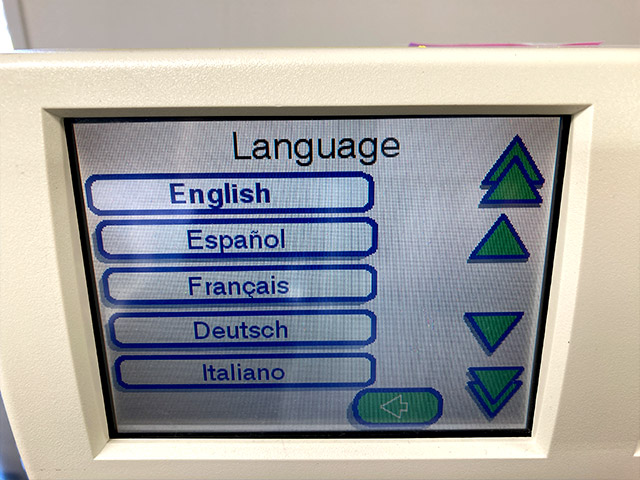 Language
English
Español
Français
Deutsch
Italiano